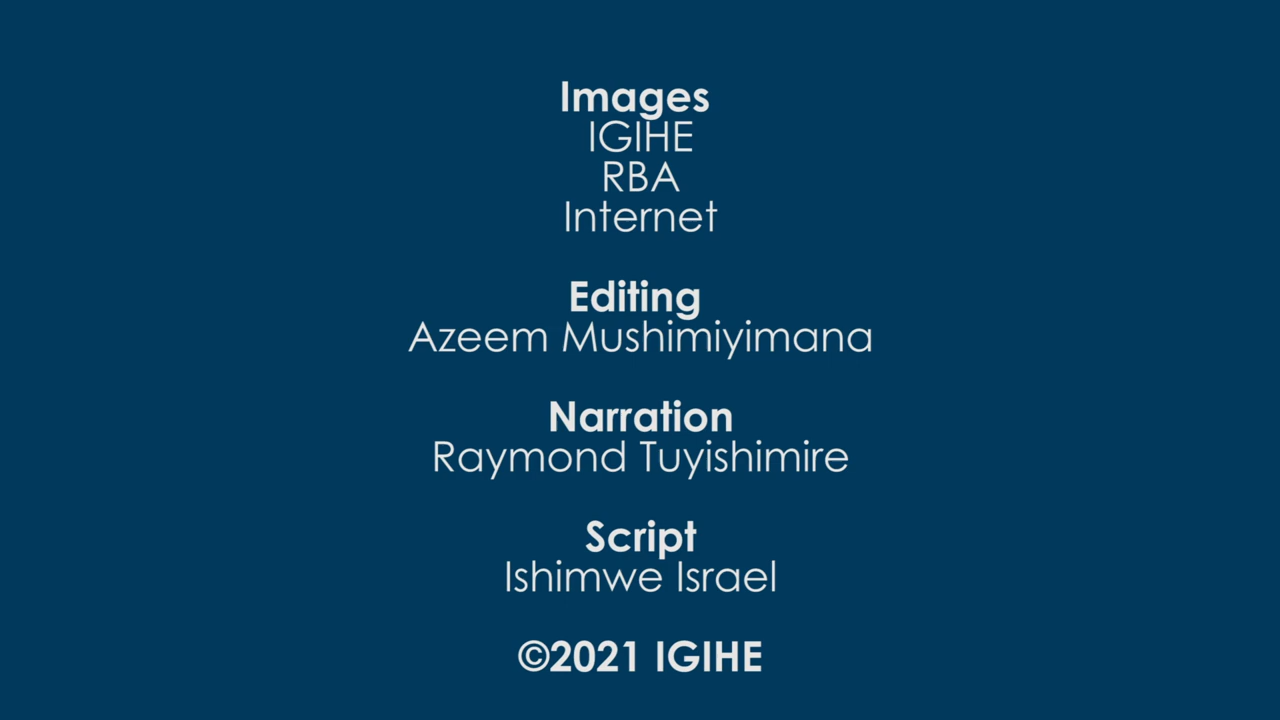 Images
IGIHE
RBA
Internet
Editing
Azeem Mushimiyimana
Narration
Raymond Tuyishimire
Script
Ishimwe Israel
©2021 IGIHE